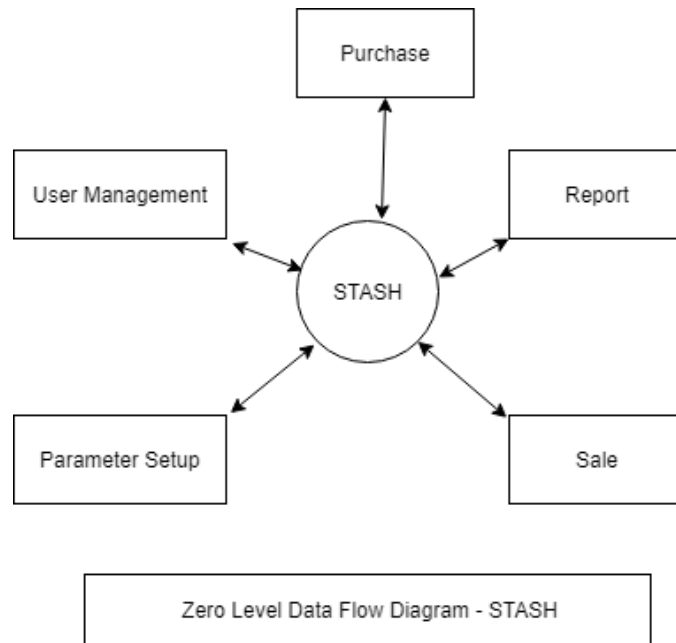 Purchase
User Management
Report
STASH
Parameter Setup
Sale
Zero Level Data Flow Diagram - STASH